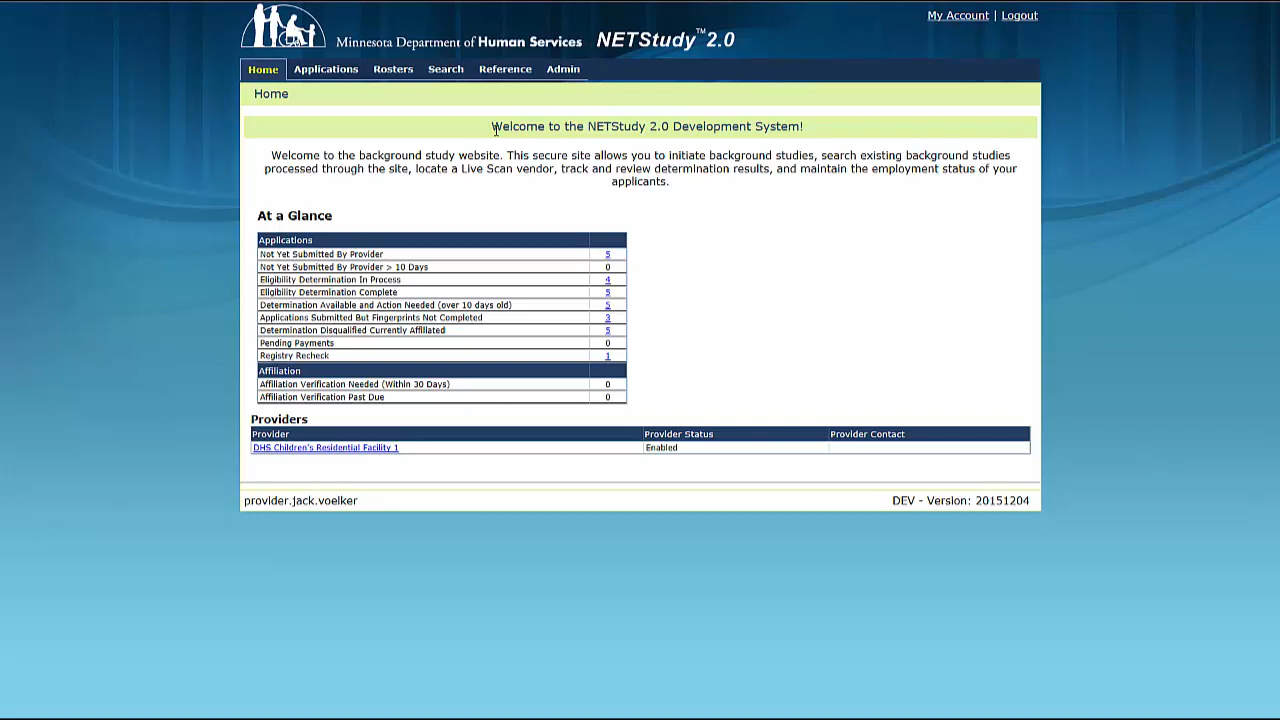 My Account | Logout
Minnesota Department of Human Services NETStudy™2.0
Home Applications Rosters Search Reference Admin
Home
Welcome to the NETStudy 2.0 Development System!
Welcome to the background study website. This secure site allows you to initiate background studies, search existing background studies
processed through the site, locate a Live Scan vendor, track and review determination results, and maintain the employment status of your
applicants.
At a Glance
Applications
Not Yet Submitted By Provider 5
Not Yet Submitted By Provider > 10 Days 0
Eligibility Determination In Process 4
Eligibility Determination Complete 5
Determination Available and Action Needed (over 10 days old) 5
Applications Submitted But Fingerprints Not Completed 3
Determination Disqualified Currently Affiliated 5
Pending Payments 0
Registry Recheck 1
Affiliation
Affiliation Verification Needed (Within 30 Days) 0
Affiliation Verification Past Due 0
Providers
Provider Provider Status Provider Contact
DHS Children's Residential Facility 1 Enabled
provider.jack.voelker DEV - Version: 20151204